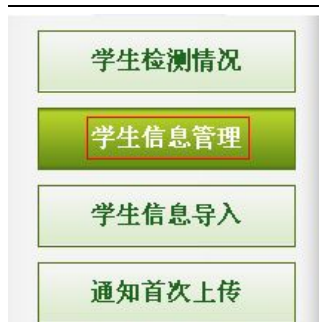 学生检测情况
学生信息管理
学生信息导入
通知首次上传